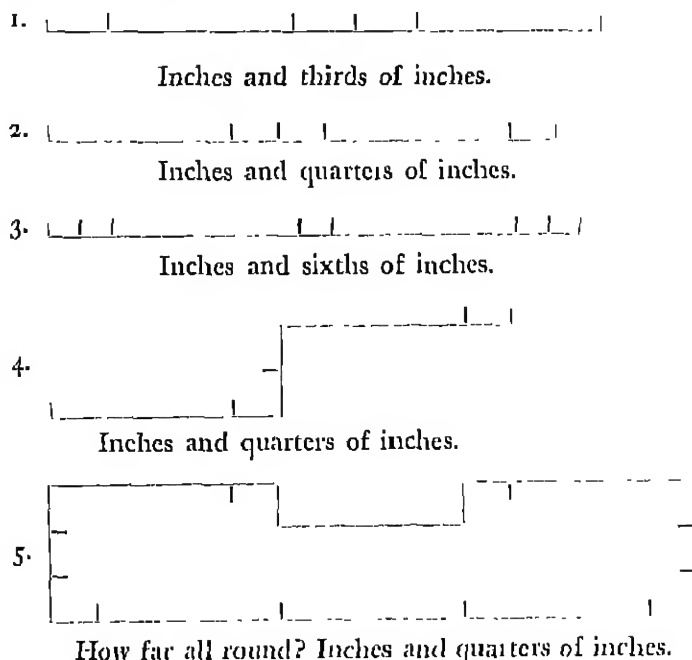 1.
Inches and thirds of inches.
2.
Inches and quarters of inches.
3.
Inches and sixths of inches.
4.
Inches and quarters of inches.
5.
How far all round? Inches and quarters of inches.